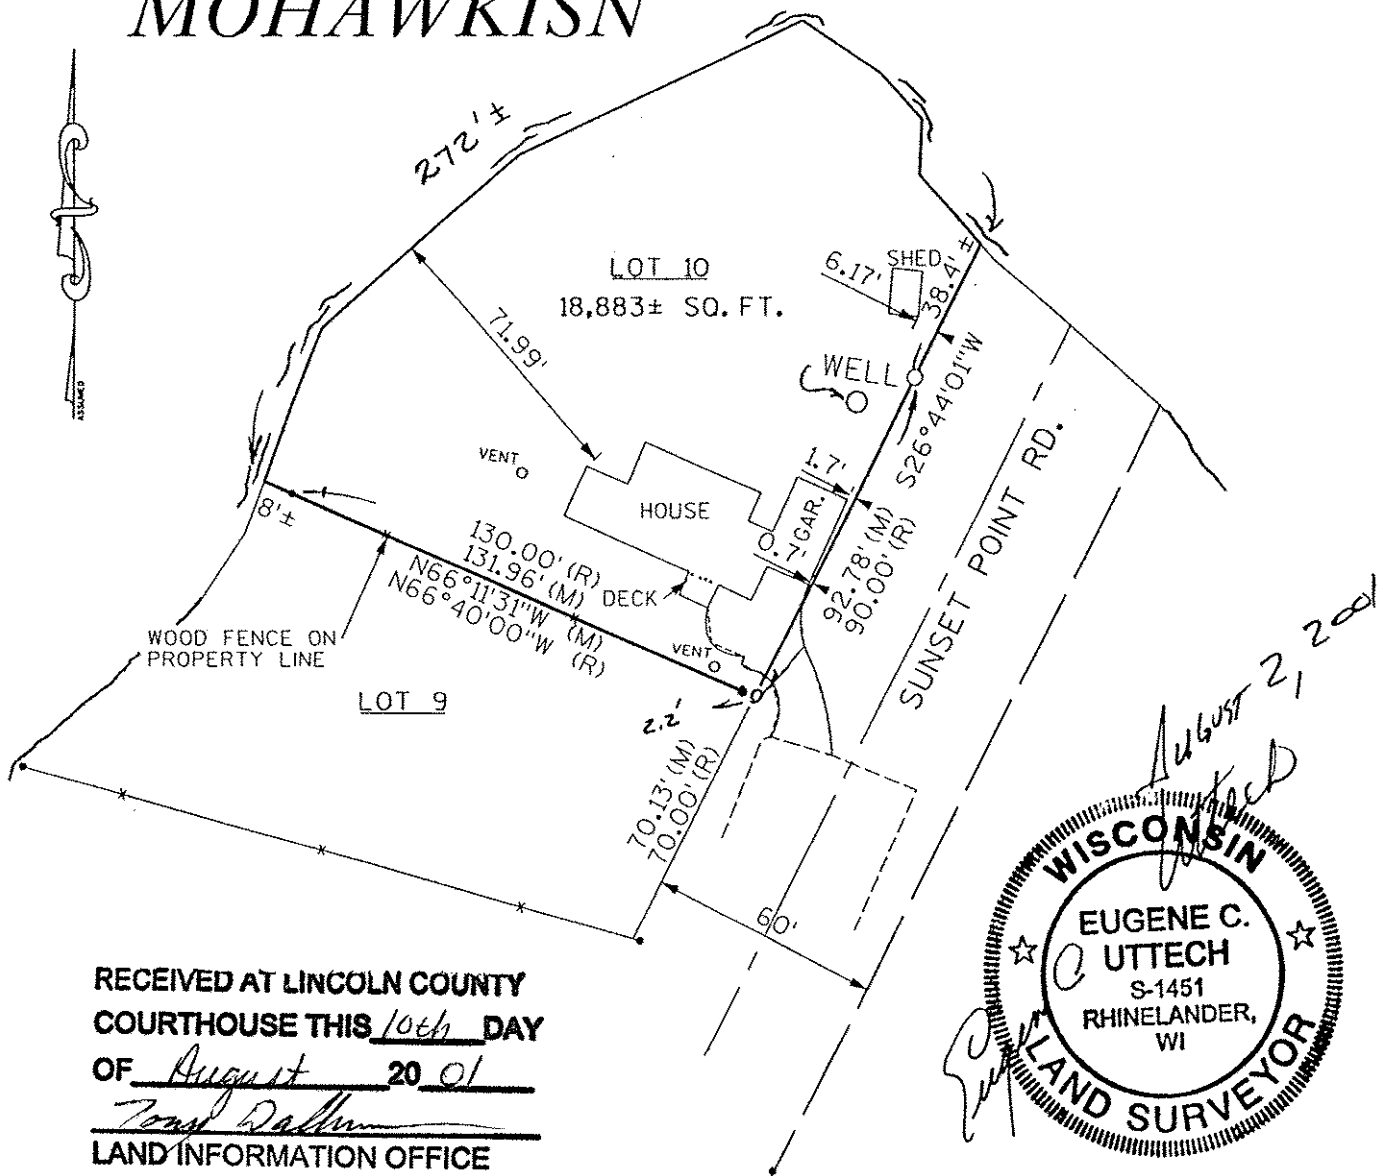 MOHAWKISN
ASSUMED
272'±
LOT 10
18,883± SQ. FT.
71.99'
SHED
6.17'
38.4' ±
WELL
S26°44'01"W
92.78' (M)
90.00' (R)
SUNSET POINT RD.
VENT
HOUSE
1.7'
GAR.
0.7'
DECK
8'±
130.00' (R)
131.96' (M)
N66°11'31"W (M)
N66°40'00"W (R)
WOOD FENCE ON
PROPERTY LINE
VENT
LOT 9
2.2'
70.13' (M)
70.00' (R)
60'
AUGUST 2, 2001
WISCONSIN
EUGENE C.
UTTECH
S-1451
RHINELANDER,
WI
LAND SURVEYOR
RECEIVED AT LINCOLN COUNTY
COURTHOUSE THIS 10th DAY
OF August 20 01
LAND INFORMATION OFFICE